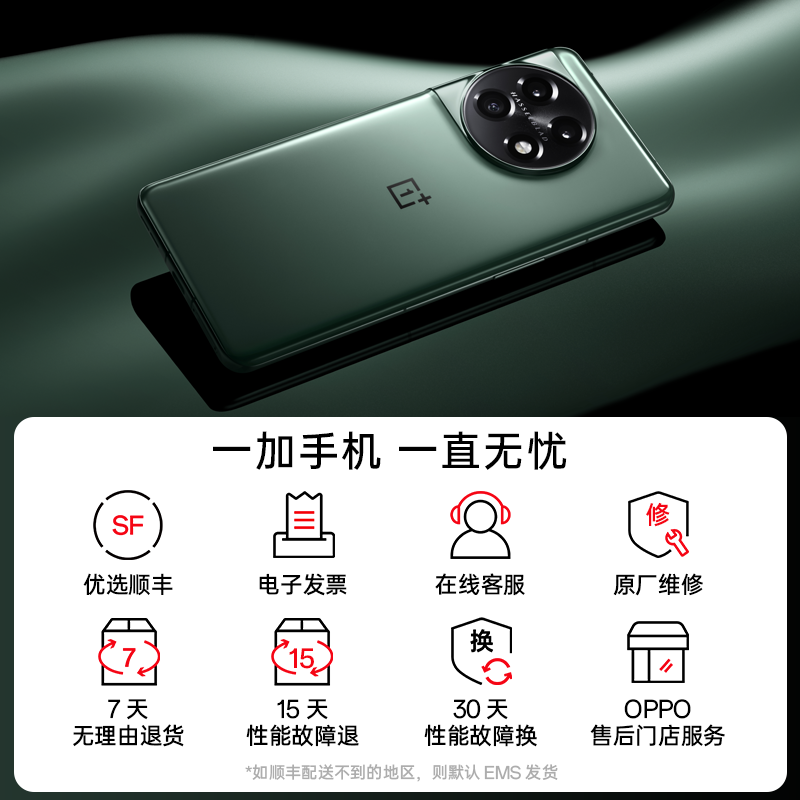 HASSELBLAD
1+
一加手机 一直无忧
SF
修
优选顺丰
电子发票
在线客服
原厂维修
7
15
换
7 天
无理由退货
15 天
性能故障退
30 天
性能故障换
OPPO
售后门店服务
*如顺丰配送不到的地区，则默认 EMS 发货